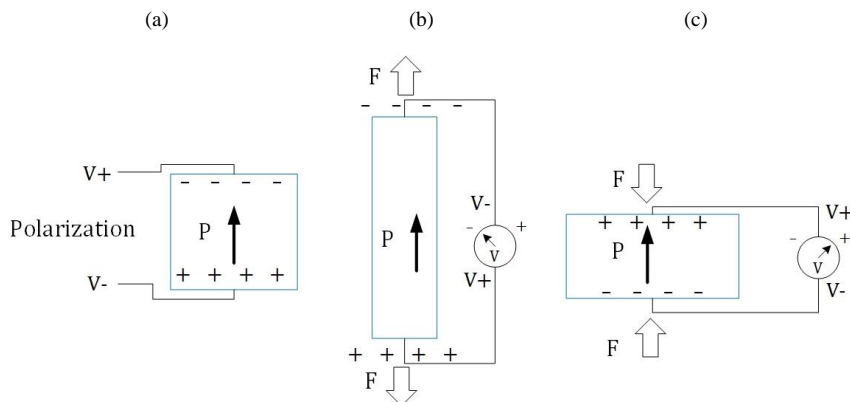 (a)
V+
- - - -
Polarization
P
+ + + +
V-
(b)
F
- - - -
V-
P
- +
V
V+
+ + + +
F
(c)
F
V+
+ + + +
P
- +
V
V-
- - - -
F